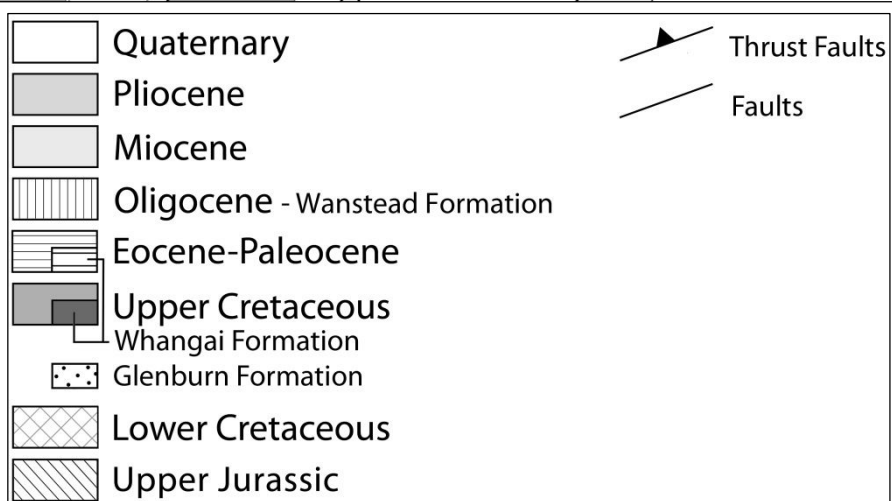 Quaternary
Pliocene
Miocene
Oligocene - Wanstead Formation
Eocene-Paleocene
Upper Cretaceous
Whangai Formation
Glenburn Formation
Lower Cretaceous
Upper Jurassic
Thrust Faults
Faults